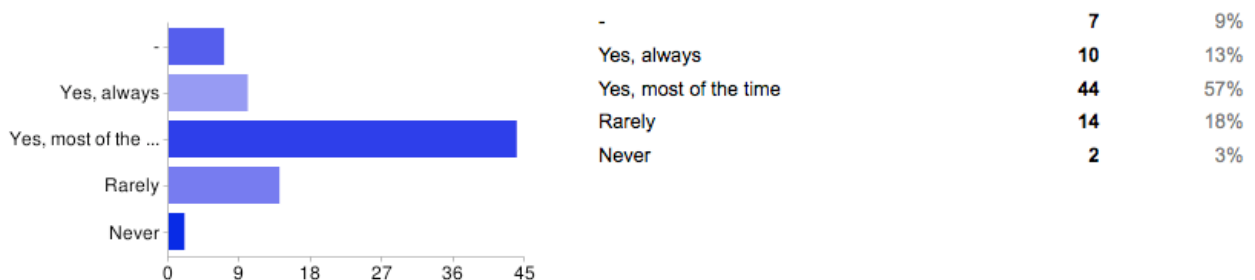 -
Yes, always
Yes, most of the ...
Rarely
Never
0 9 18 27 36 45
- 7 9%
Yes, always 10 13%
Yes, most of the time 44 57%
Rarely 14 18%
Never 2 3%